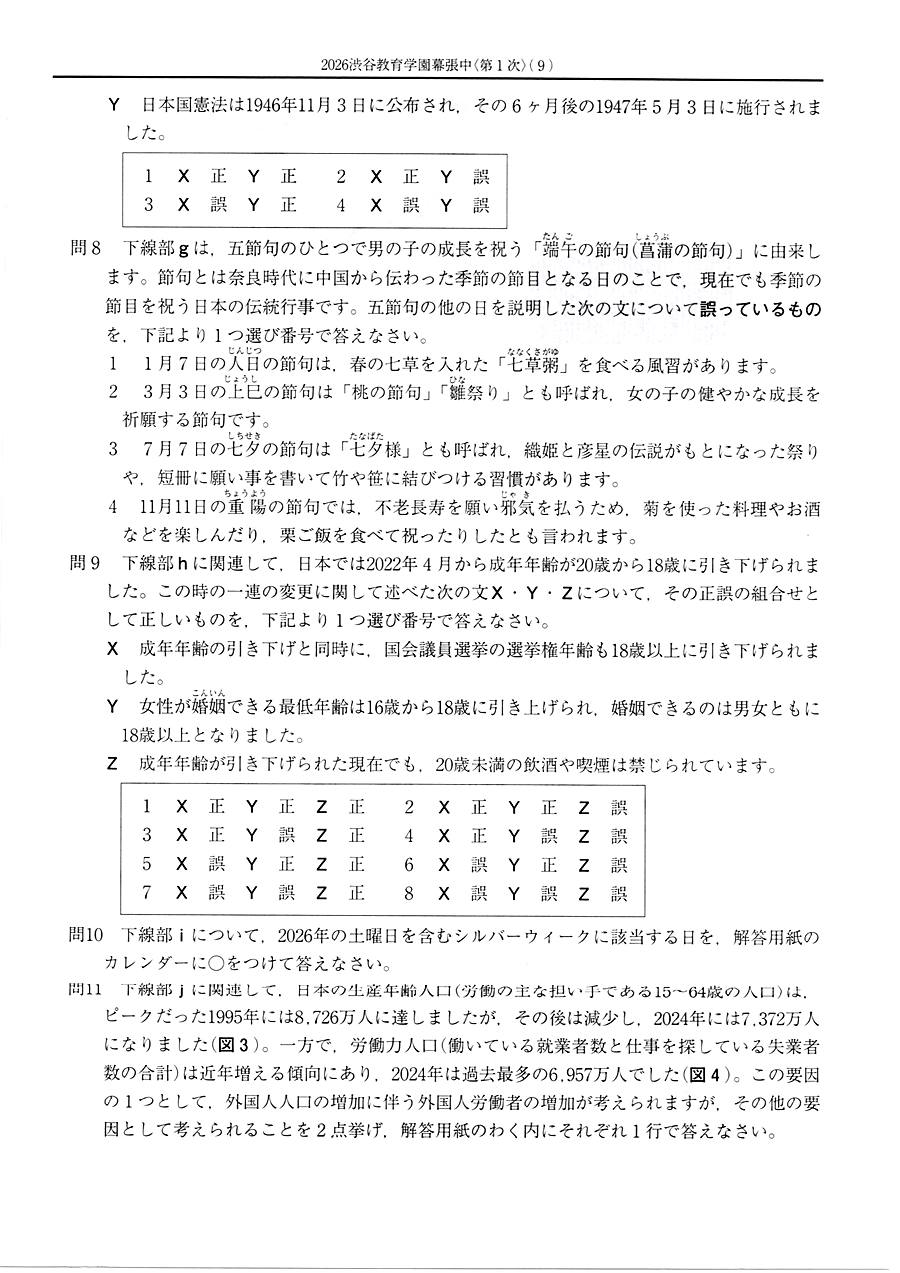 2026渋谷教育学園幕張中〈第1次〉(9)
Y 日本国憲法は1946年11月3日に公布され，その6ヶ月後の1947年5月3日に施行されま
した。
1 X 正 Y 正 2 X 正 Y 誤
3 X 誤 Y 正 4 X 誤 Y 誤
問8 下線部gは，五節句のひとつで男の子の成長を祝う「端午の節句(菖蒲の節句)」に由来し
ます。節句とは奈良時代に中国から伝わった季節の節目となる日のことで，現在でも季節の
節目を祝う日本の伝統行事です。五節句の他の日を説明した次の文について誤っているもの
を，下記より1つ選び番号で答えなさい。
1 1月7日の人日の節句は，春の七草を入れた「七草粥」を食べる風習があります。
2 3月3日の上巳の節句は「桃の節句」「雛祭り」とも呼ばれ，女の子の健やかな成長を
祈願する節句です。
3 7月7日の七夕の節句は「七夕様」とも呼ばれ，織姫と彦星の伝説がもとになった祭り
や，短冊に願い事を書いて竹や笹に結びつける習慣があります。
4 11月11日の重陽の節句では，不老長寿を願い邪気を払うため，菊を使った料理やお酒
などを楽しんだり，栗ご飯を食べて祝ったりしたとも言われます。
問9 下線部hに関連して，日本では2022年4月から成年年齢が20歳から18歳に引き下げられま
した。この時の一連の変更に関して述べた次の文X・Y・Zについて，その正誤の組合せと
して正しいものを，下記より1つ選び番号で答えなさい。
X 成年年齢の引き下げと同時に，国会議員選挙の選挙権年齢も18歳以上に引き下げられま
した。
Y 女性が婚姻できる最低年齢は16歳から18歳に引き上げられ，婚姻できるのは男女ともに
18歳以上となりました。
Z 成年年齢が引き下げられた現在でも，20歳未満の飲酒や喫煙は禁じられています。
1 X 正 Y 正 Z 正 2 X 正 Y 正 Z 誤
3 X 正 Y 誤 Z 正 4 X 正 Y 誤 Z 誤
5 X 誤 Y 正 Z 正 6 X 誤 Y 正 Z 誤
7 X 誤 Y 誤 Z 正 8 X 誤 Y 誤 Z 誤
問10 下線部iについて，2026年の土曜日を含むシルバーウィークに該当する日を，解答用紙の
カレンダーに○をつけて答えなさい。
問11 下線部jに関連して，日本の生産年齢人口(労働の主な担い手である15〜64歳の人口)は，
ピークだった1995年には8,726万人に達しましたが，その後は減少し，2024年には7,372万人
になりました(図3)。一方で，労働力人口(働いている就業者数と仕事を探している失業者
数の合計)は近年増える傾向にあり，2024年は過去最多の6,957万人でした(図4)。この要因
の1つとして，外国人人口の増加に伴う外国人労働者の増加が考えられますが，その他の要
因として考えられることを2点挙げ，解答用紙のわく内にそれぞれ1行で答えなさい。